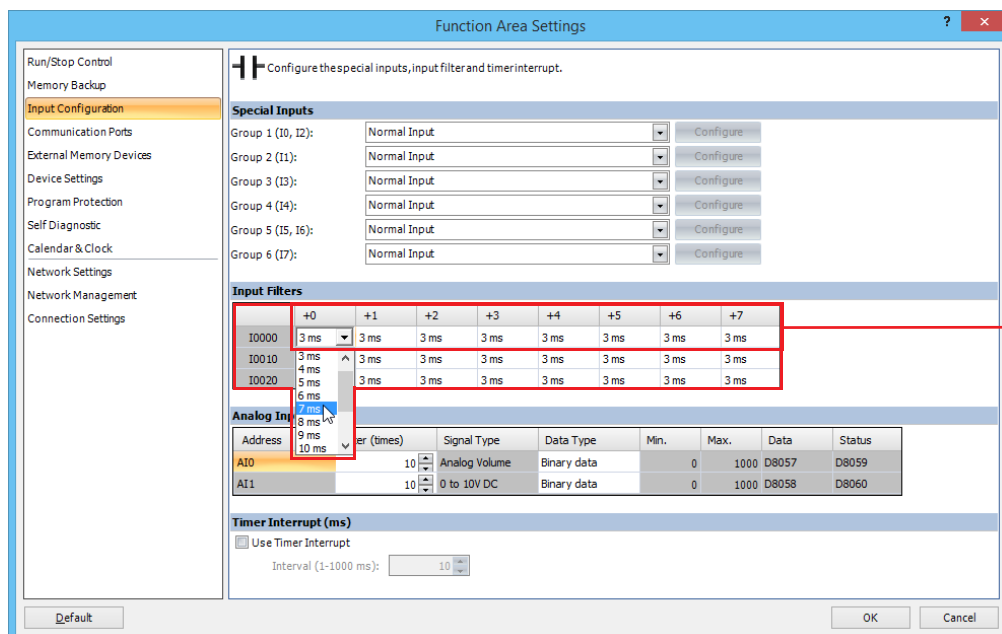 Function Area Settings
? ×
Run/Stop Control
Memory Backup
Input Configuration
Communication Ports
External Memory Devices
Device Settings
Program Protection
Self Diagnostic
Calendar & Clock
Network Settings
Network Management
Connection Settings
Configure the special inputs, input filter and timer interrupt.
Special Inputs
Group 1 (I0, I2): Normal Input Configure
Group 2 (I1): Normal Input Configure
Group 3 (I3): Normal Input Configure
Group 4 (I4): Normal Input Configure
Group 5 (I5, I6): Normal Input Configure
Group 6 (I7): Normal Input Configure
Input Filters
+0 +1 +2 +3 +4 +5 +6 +7
I0000 3 ms 3 ms 3 ms 3 ms 3 ms 3 ms 3 ms 3 ms
I0010 3 ms 3 ms 3 ms 3 ms 3 ms 3 ms 3 ms
I0020 3 ms 3 ms 3 ms 3 ms 3 ms 3 ms 3 ms
3 ms
4 ms
5 ms
6 ms
7 ms
8 ms
9 ms
10 ms
Analog Inp
Address er (times) Signal Type Data Type Min. Max. Data Status
AI0 10 Analog Volume Binary data 0 1000 D8057 D8059
AI1 10 0 to 10V DC Binary data 0 1000 D8058 D8060
Timer Interrupt (ms)
Use Timer Interrupt
Interval (1-1000 ms): 10
Default OK Cancel